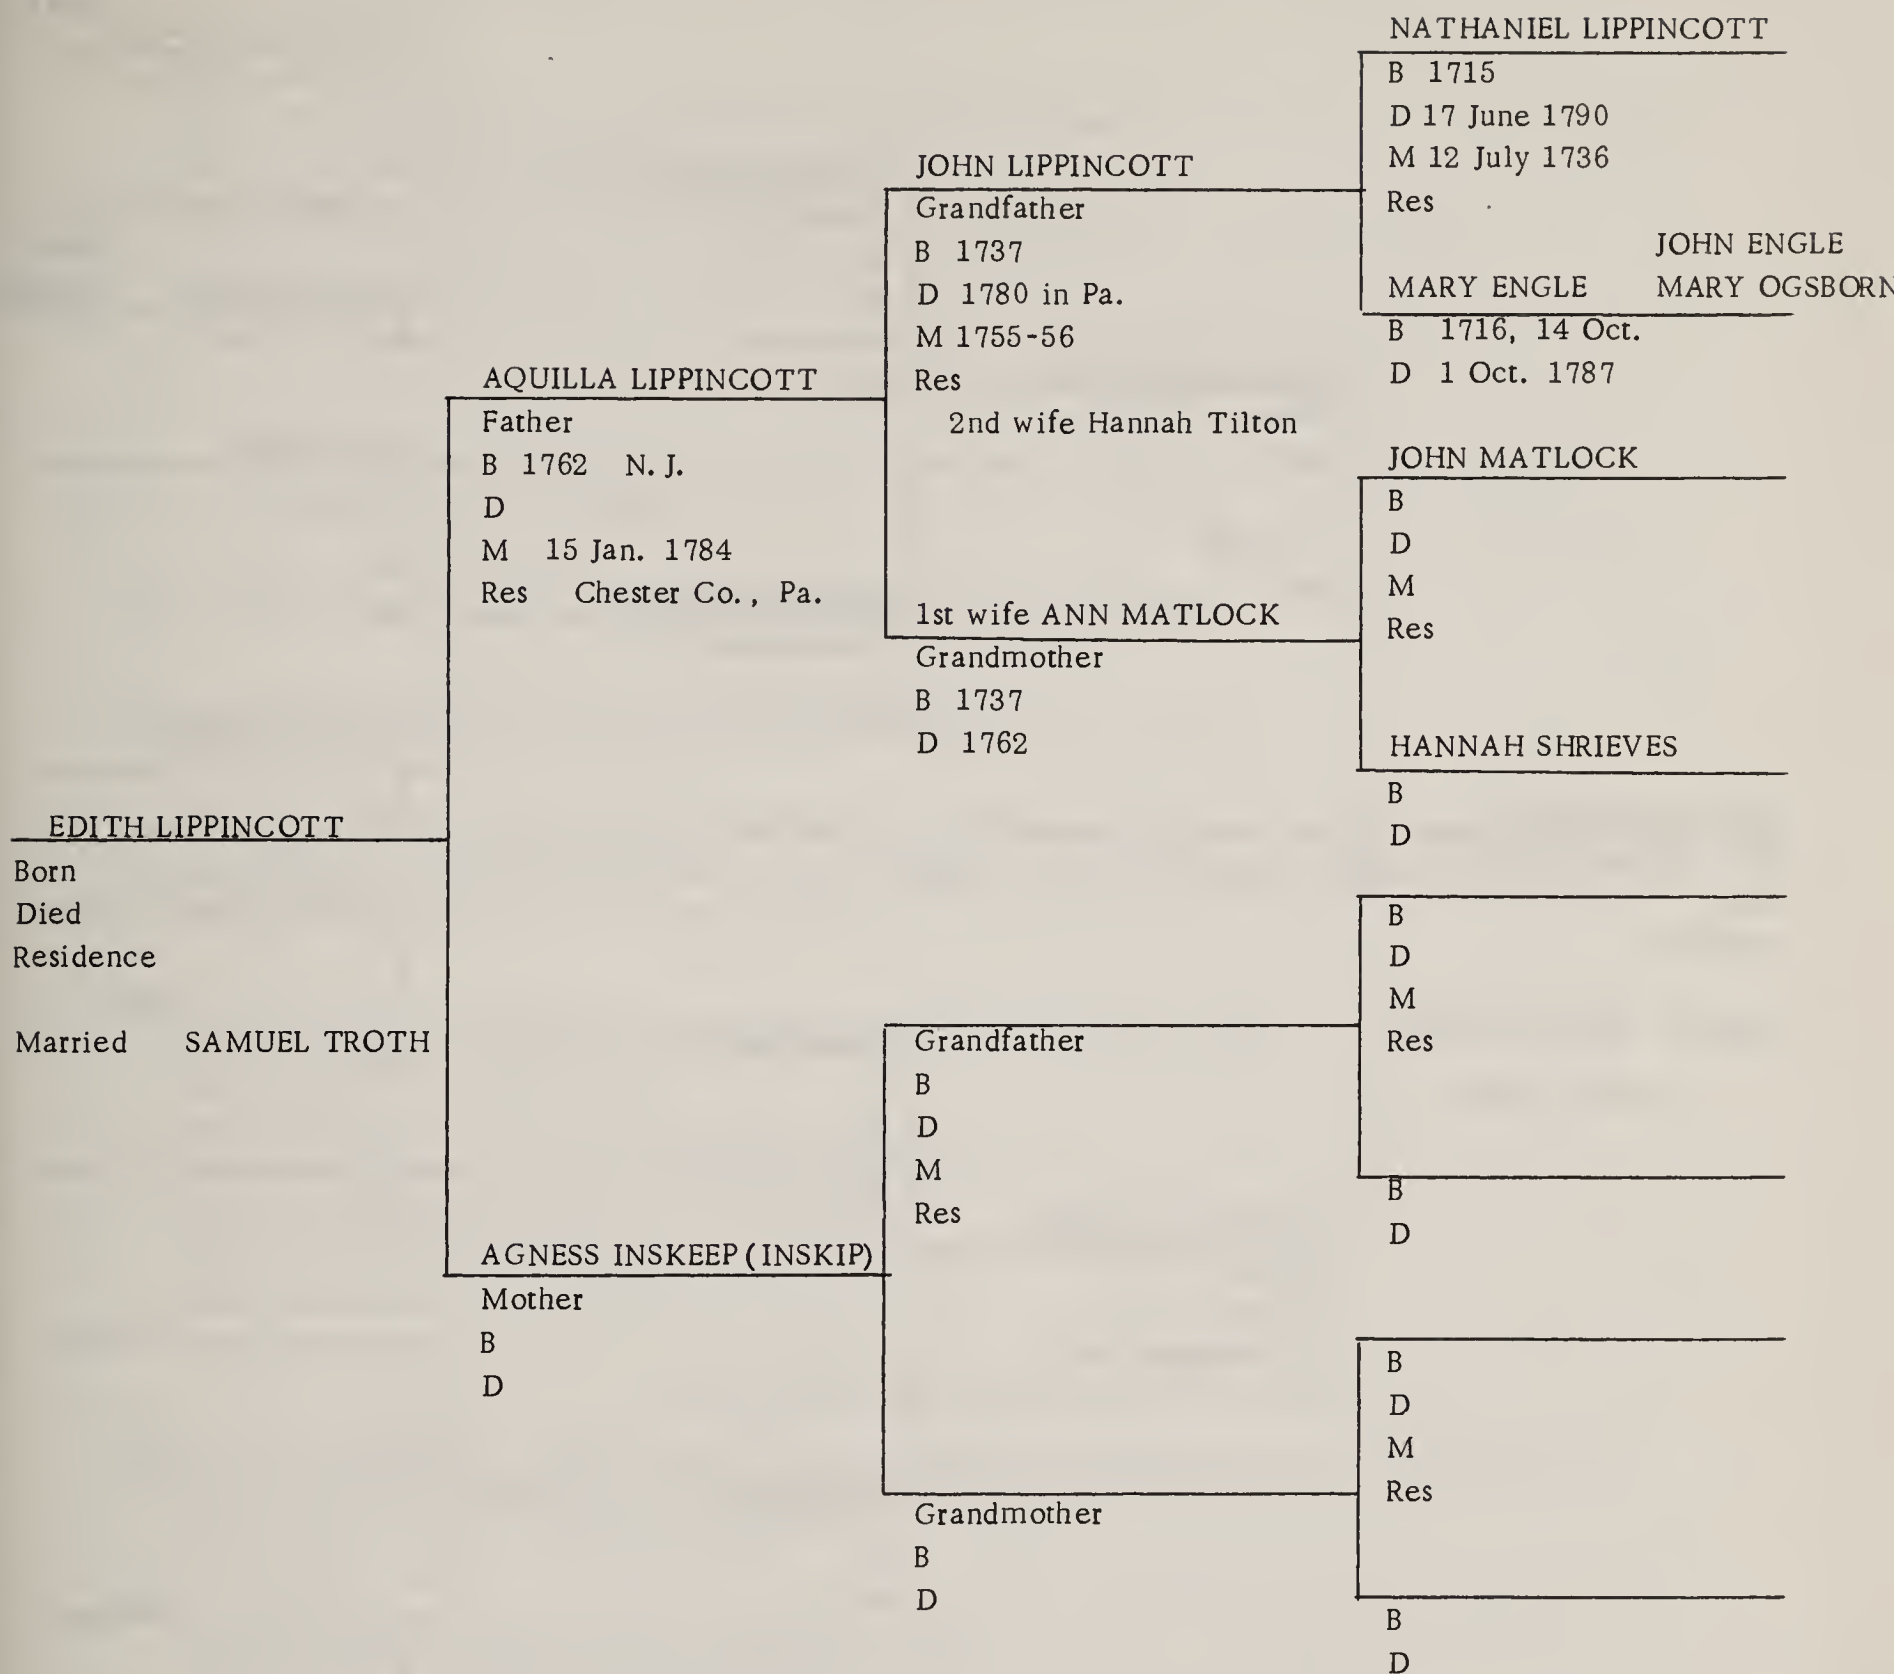 NATHANIEL LIPPINCOTT
B 1715
D 17 June 1790
M 12 July 1736
Res
JOHN ENGLE
MARY ENGLE MARY OGSBORN
B 1716, 14 Oct.
D 1 Oct. 1787
JOHN LIPPINCOTT
Grandfather
B 1737
D 1780 in Pa.
M 1755-56
Res
2nd wife Hannah Tilton
JOHN MATLOCK
B
D
M
Res
1st wife ANN MATLOCK
Grandmother
B 1737
D 1762
HANNAH SHRIEVES
B
D
AQUILLA LIPPINCOTT
Father
B 1762 N. J.
D
M 15 Jan. 1784
Res Chester Co., Pa.
EDITH LIPPINCOTT
Born
Died
Residence
Married SAMUEL TROTH
B
D
M
Res
Grandfather
B
D
M
Res
B
D
AGNESS INSKEEP (INSKIP)
Mother
B
D
B
D
M
Res
Grandmother
B
D
B
D